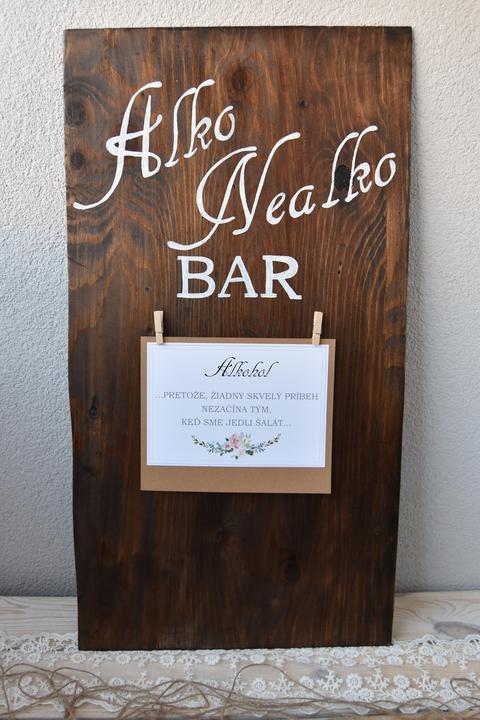 Alko
Nealko
BAR
Alkohol
...PRETOŽE, ŽIADNY SKVELÝ PRÍBEH
NEZAČÍNA TÝM,
KEĎ SME JEDLI ŠALÁT...